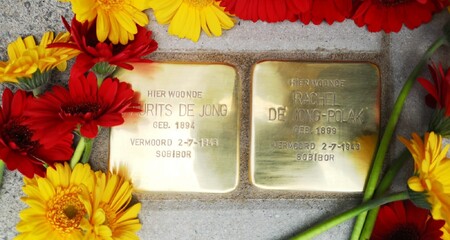 HIER WOONDE
MAURITS DE JONG
GEB. 1894
VERMOORD 2-7-1943
SOBIBOR
HIER WOONDE
RACHEL
DE JONG-POLAK
GEB. 1899
VERMOORD 2-7-1943
SOBIBOR